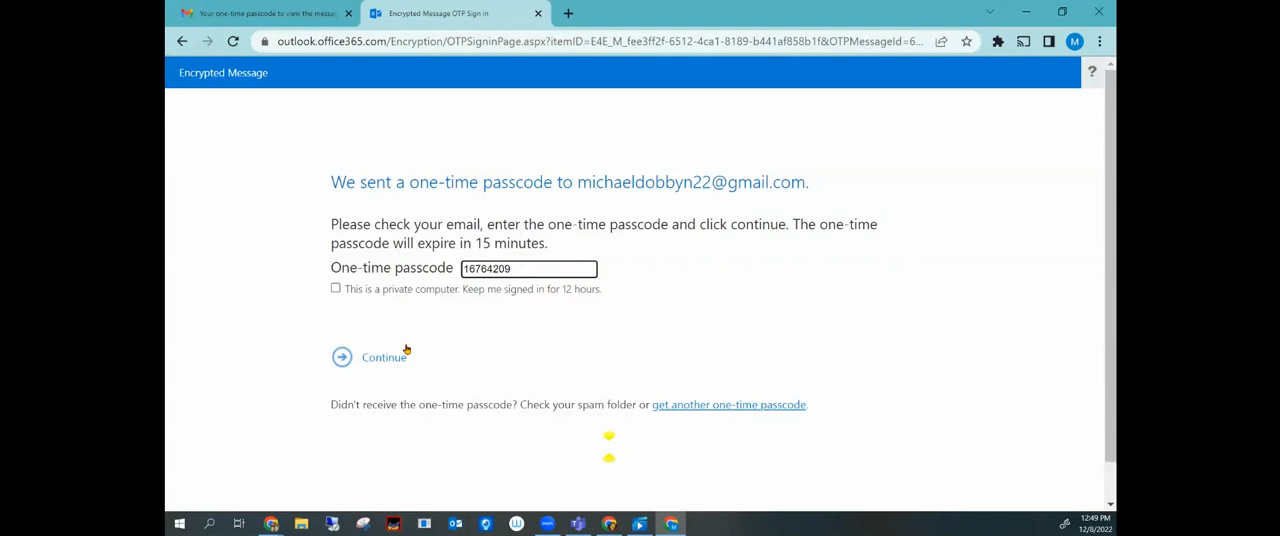 Your one-time passcode to view the messa
Encrypted Message OTP Sign in
outlook.office365.com/Encryption/OTPSigninPage.aspx?itemID=E4E_M_fee3ff2f-6512-4ca1-8189-b441af858b1f&OTPMessageId=6...
M
Encrypted Message
?
We sent a one-time passcode to michaeldobbyn22@gmail.com.
Please check your email, enter the one-time passcode and click continue. The one-time
passcode will expire in 15 minutes.
One-time passcode 16764209
This is a private computer. Keep me signed in for 12 hours.
Continue
Didn't receive the one-time passcode? Check your spam folder or get another one-time passcode.
12:49 PM
12/8/2022